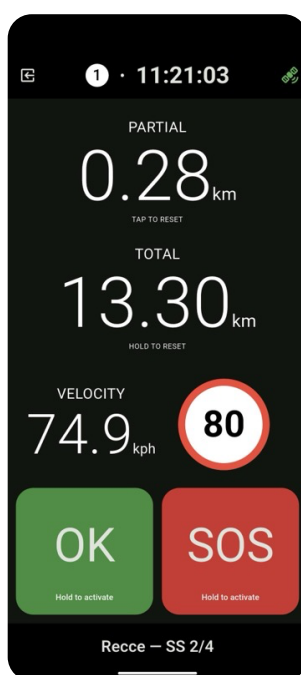 1 · 11:21:03
PARTIAL
0.28km
TAP TO RESET
TOTAL
13.30km
HOLD TO RESET
VELOCITY
74.9kph
80
OK
Hold to activate
SOS
Hold to activate
Recce — SS 2/4